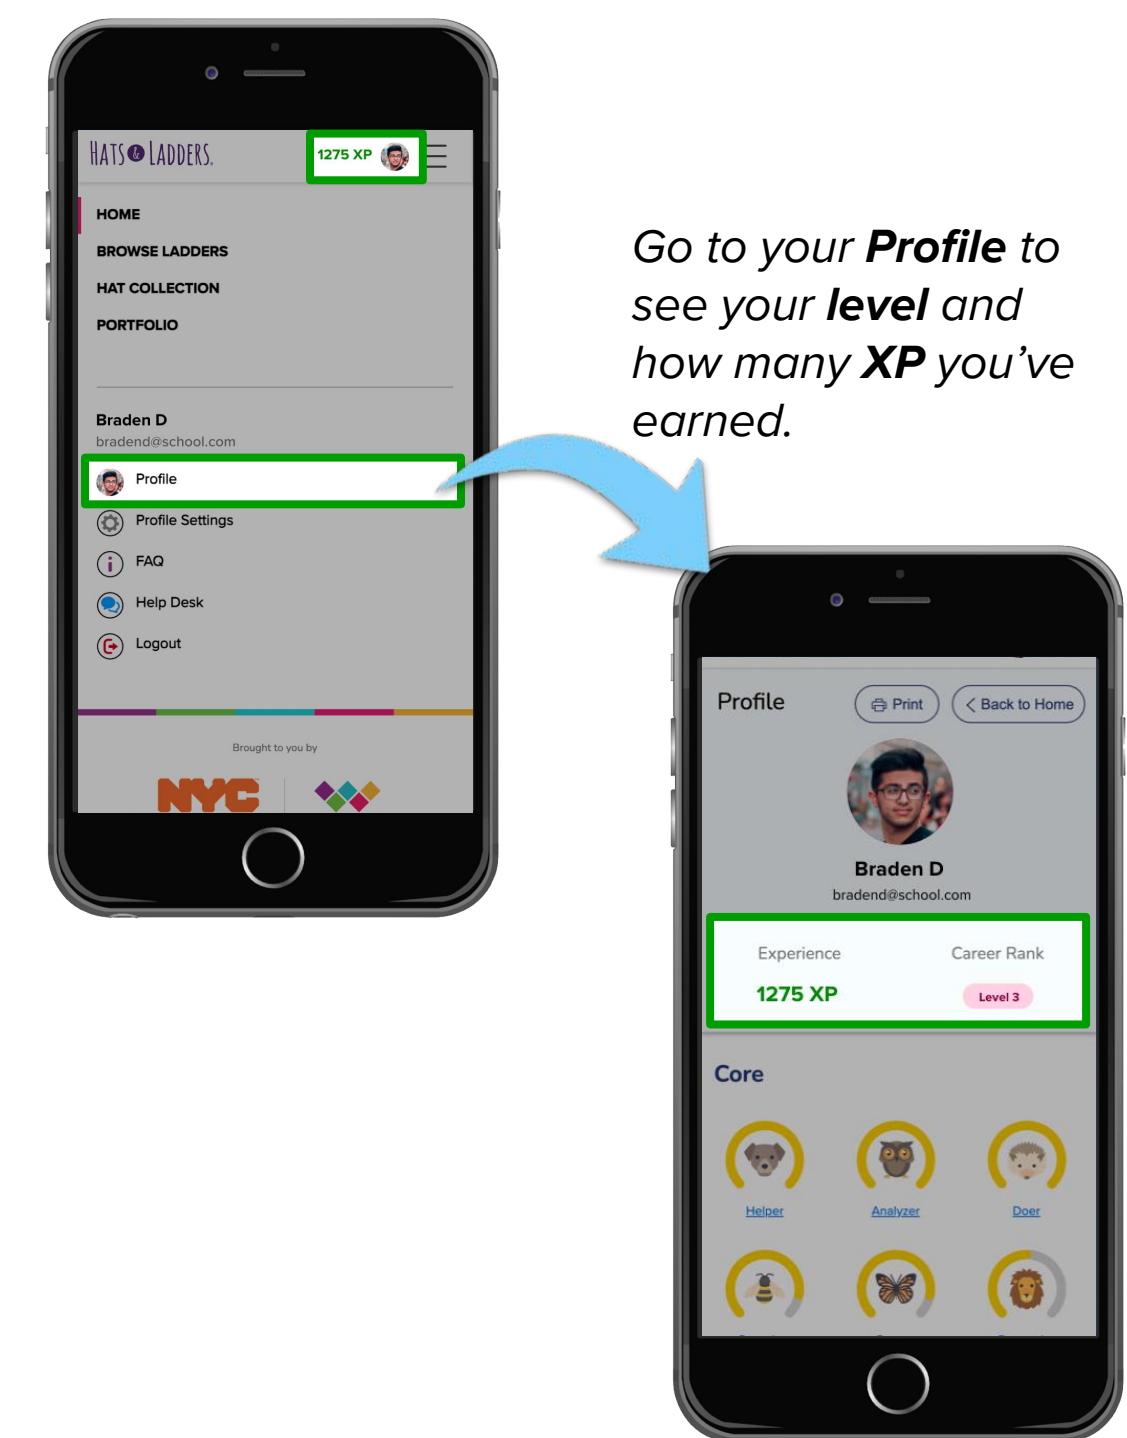 HATS & LADDERS.
1275 XP
HOME
BROWSE LADDERS
HAT COLLECTION
PORTFOLIO
Braden D
bradend@school.com
Profile
Profile Settings
FAQ
Help Desk
Logout
Brought to you by
NYC
Go to your Profile to
see your level and
how many XP you’ve
earned.
Profile
Print
Back to Home
Braden D
bradend@school.com
Experience
Career Rank
1275 XP
Level 3
Core
Helper
Analyzer
Doer